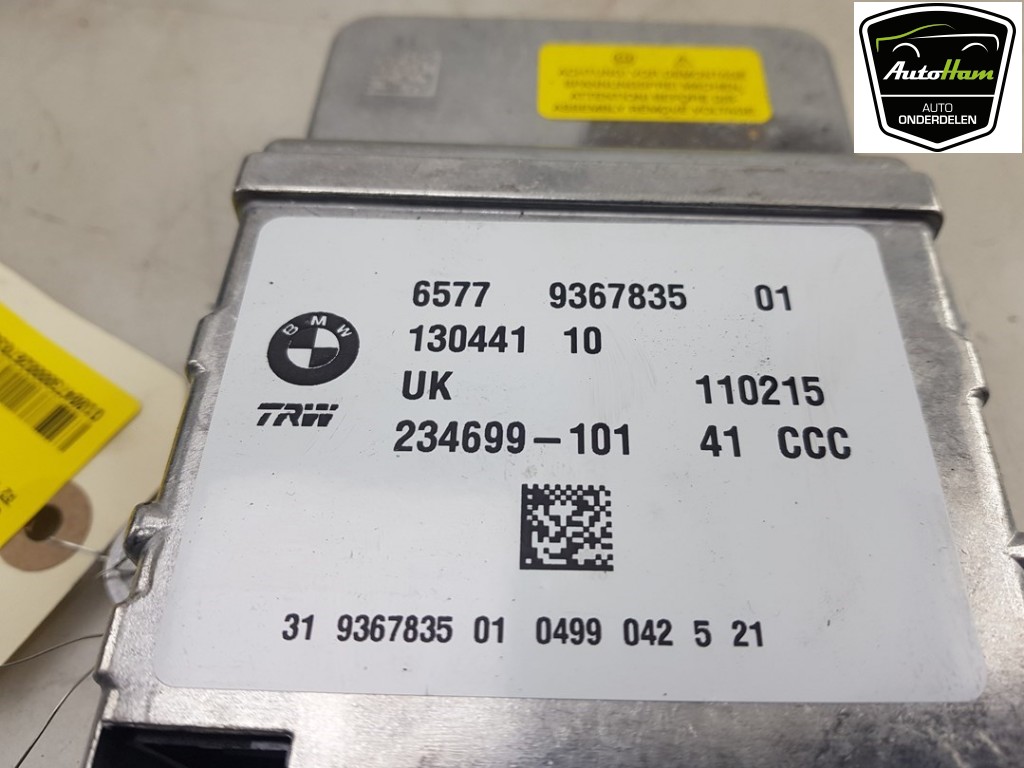 AutoHam
AUTO
ONDERDELEN
6577 9367835 01
BMW
130441 10
UK 110215
TRW
234699-101 41 CCC
31 9367835 01 0499 042 5 21